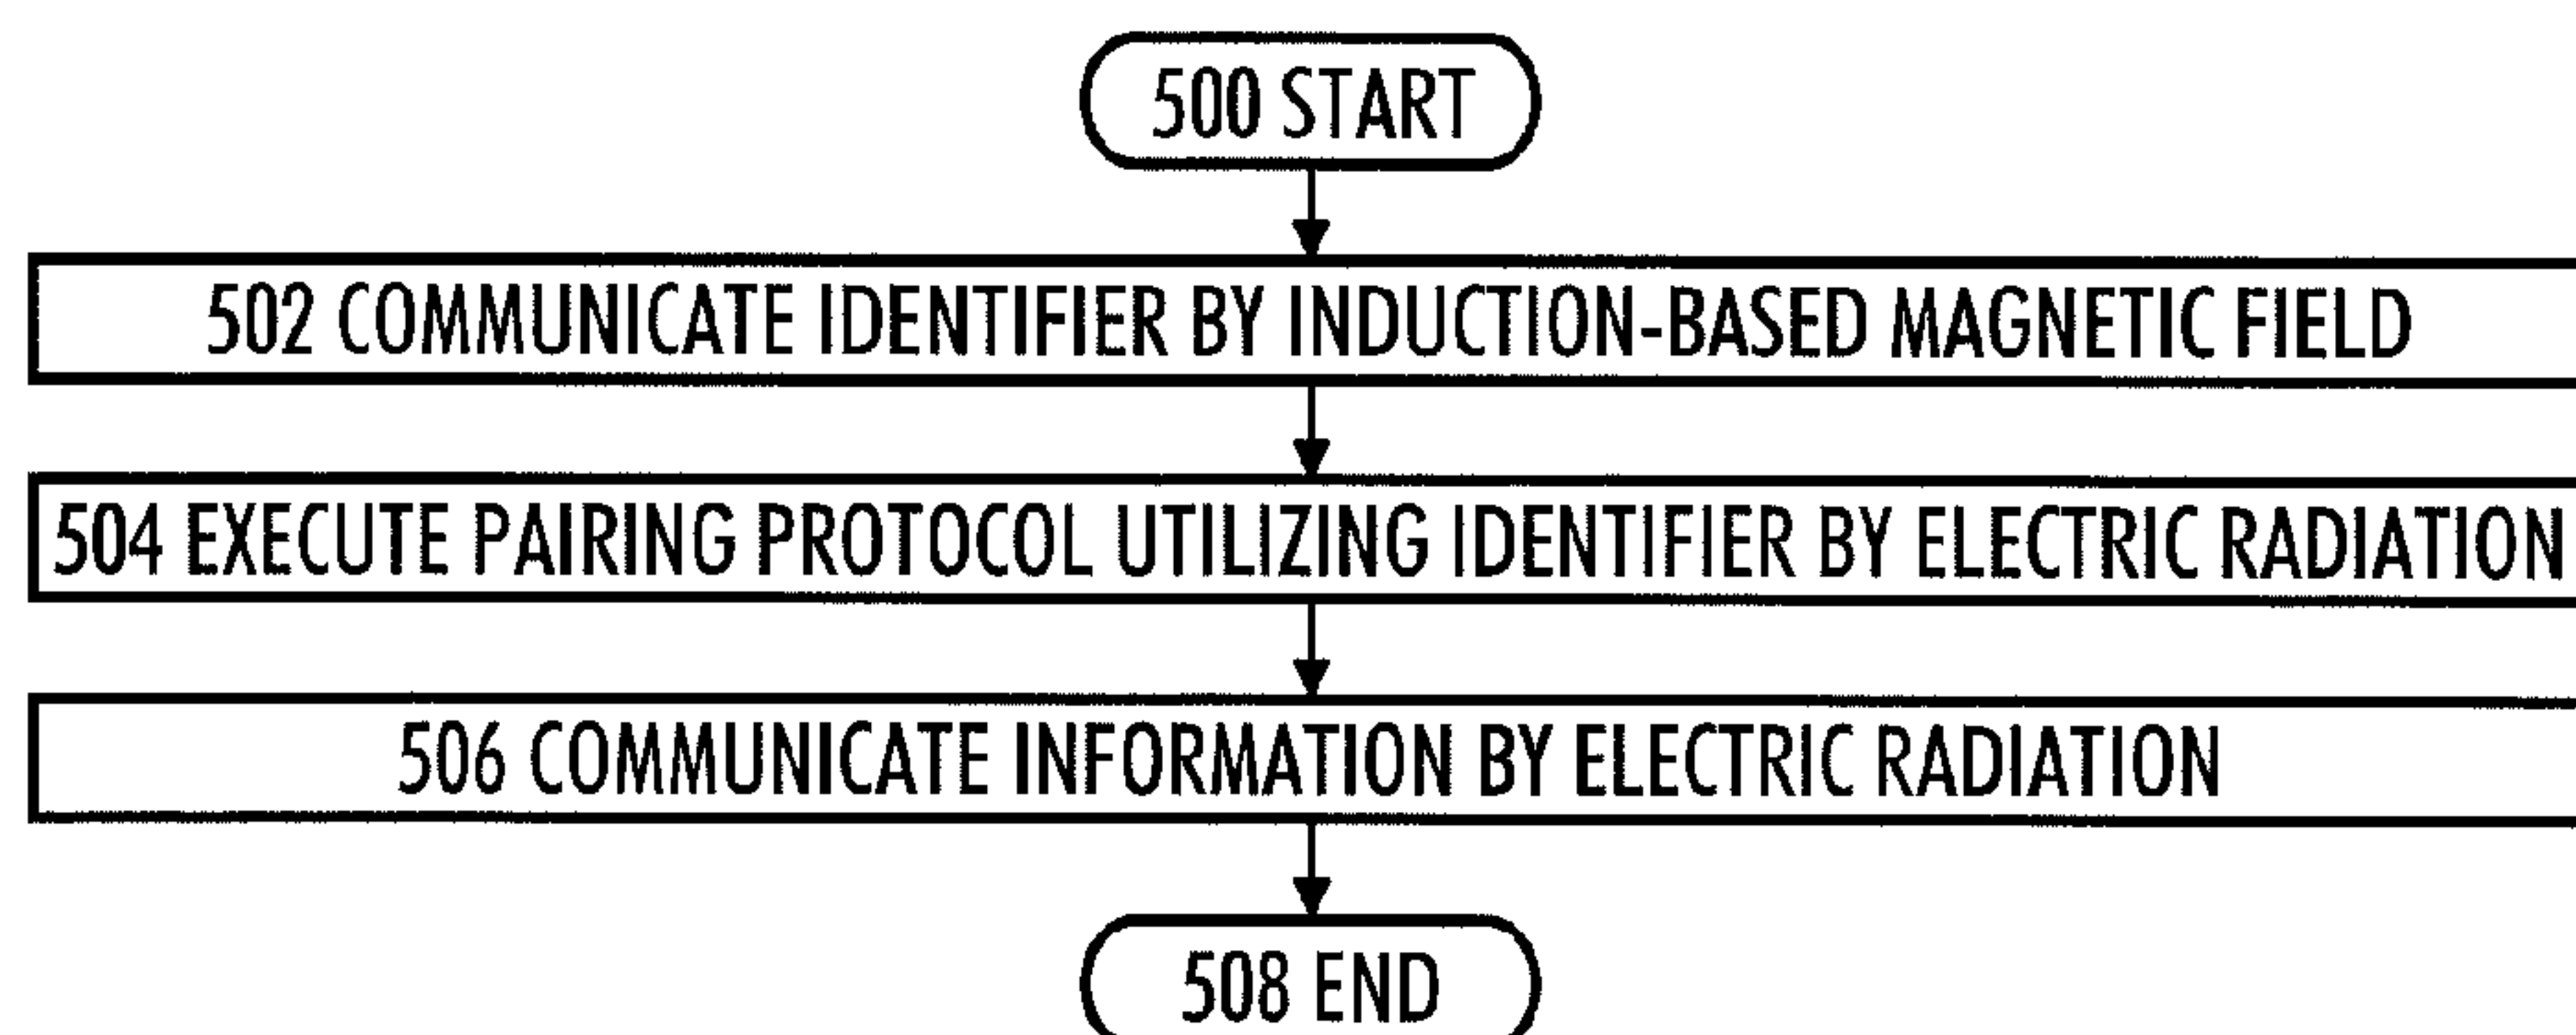 500 START
502 COMMUNICATE IDENTIFIER BY INDUCTION-BASED MAGNETIC FIELD
504 EXECUTE PAIRING PROTOCOL UTILIZING IDENTIFIER BY ELECTRIC RADIATION
506 COMMUNICATE INFORMATION BY ELECTRIC RADIATION
508 END